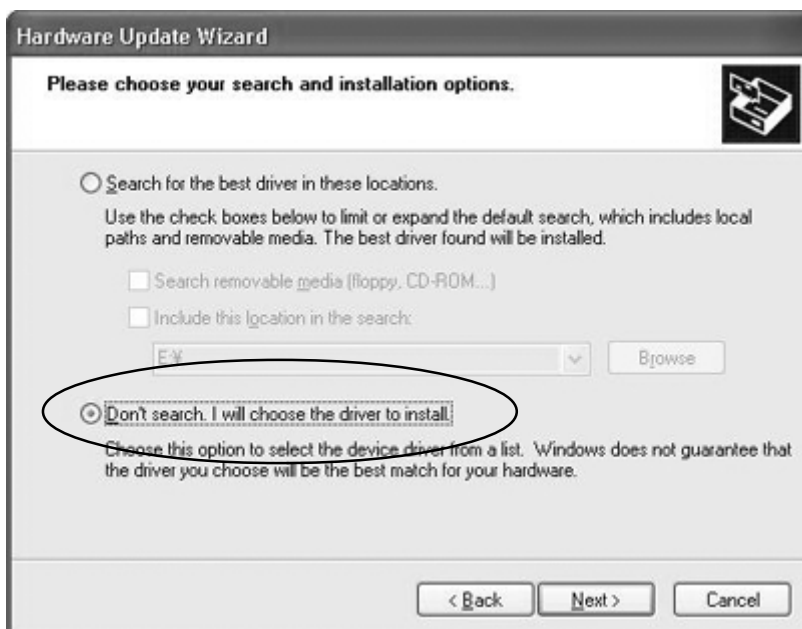 Hardware Update Wizard
Please choose your search and installation options.
Search for the best driver in these locations.
Use the check boxes below to limit or expand the default search, which includes local
paths and removable media. The best driver found will be installed.
Search removable media (floppy, CD-ROM...)
Include this location in the search:
E:¥
Browse
Don't search. I will choose the driver to install.
Choose this option to select the device driver from a list. Windows does not guarantee that
the driver you choose will be the best match for your hardware.
< Back Next > Cancel